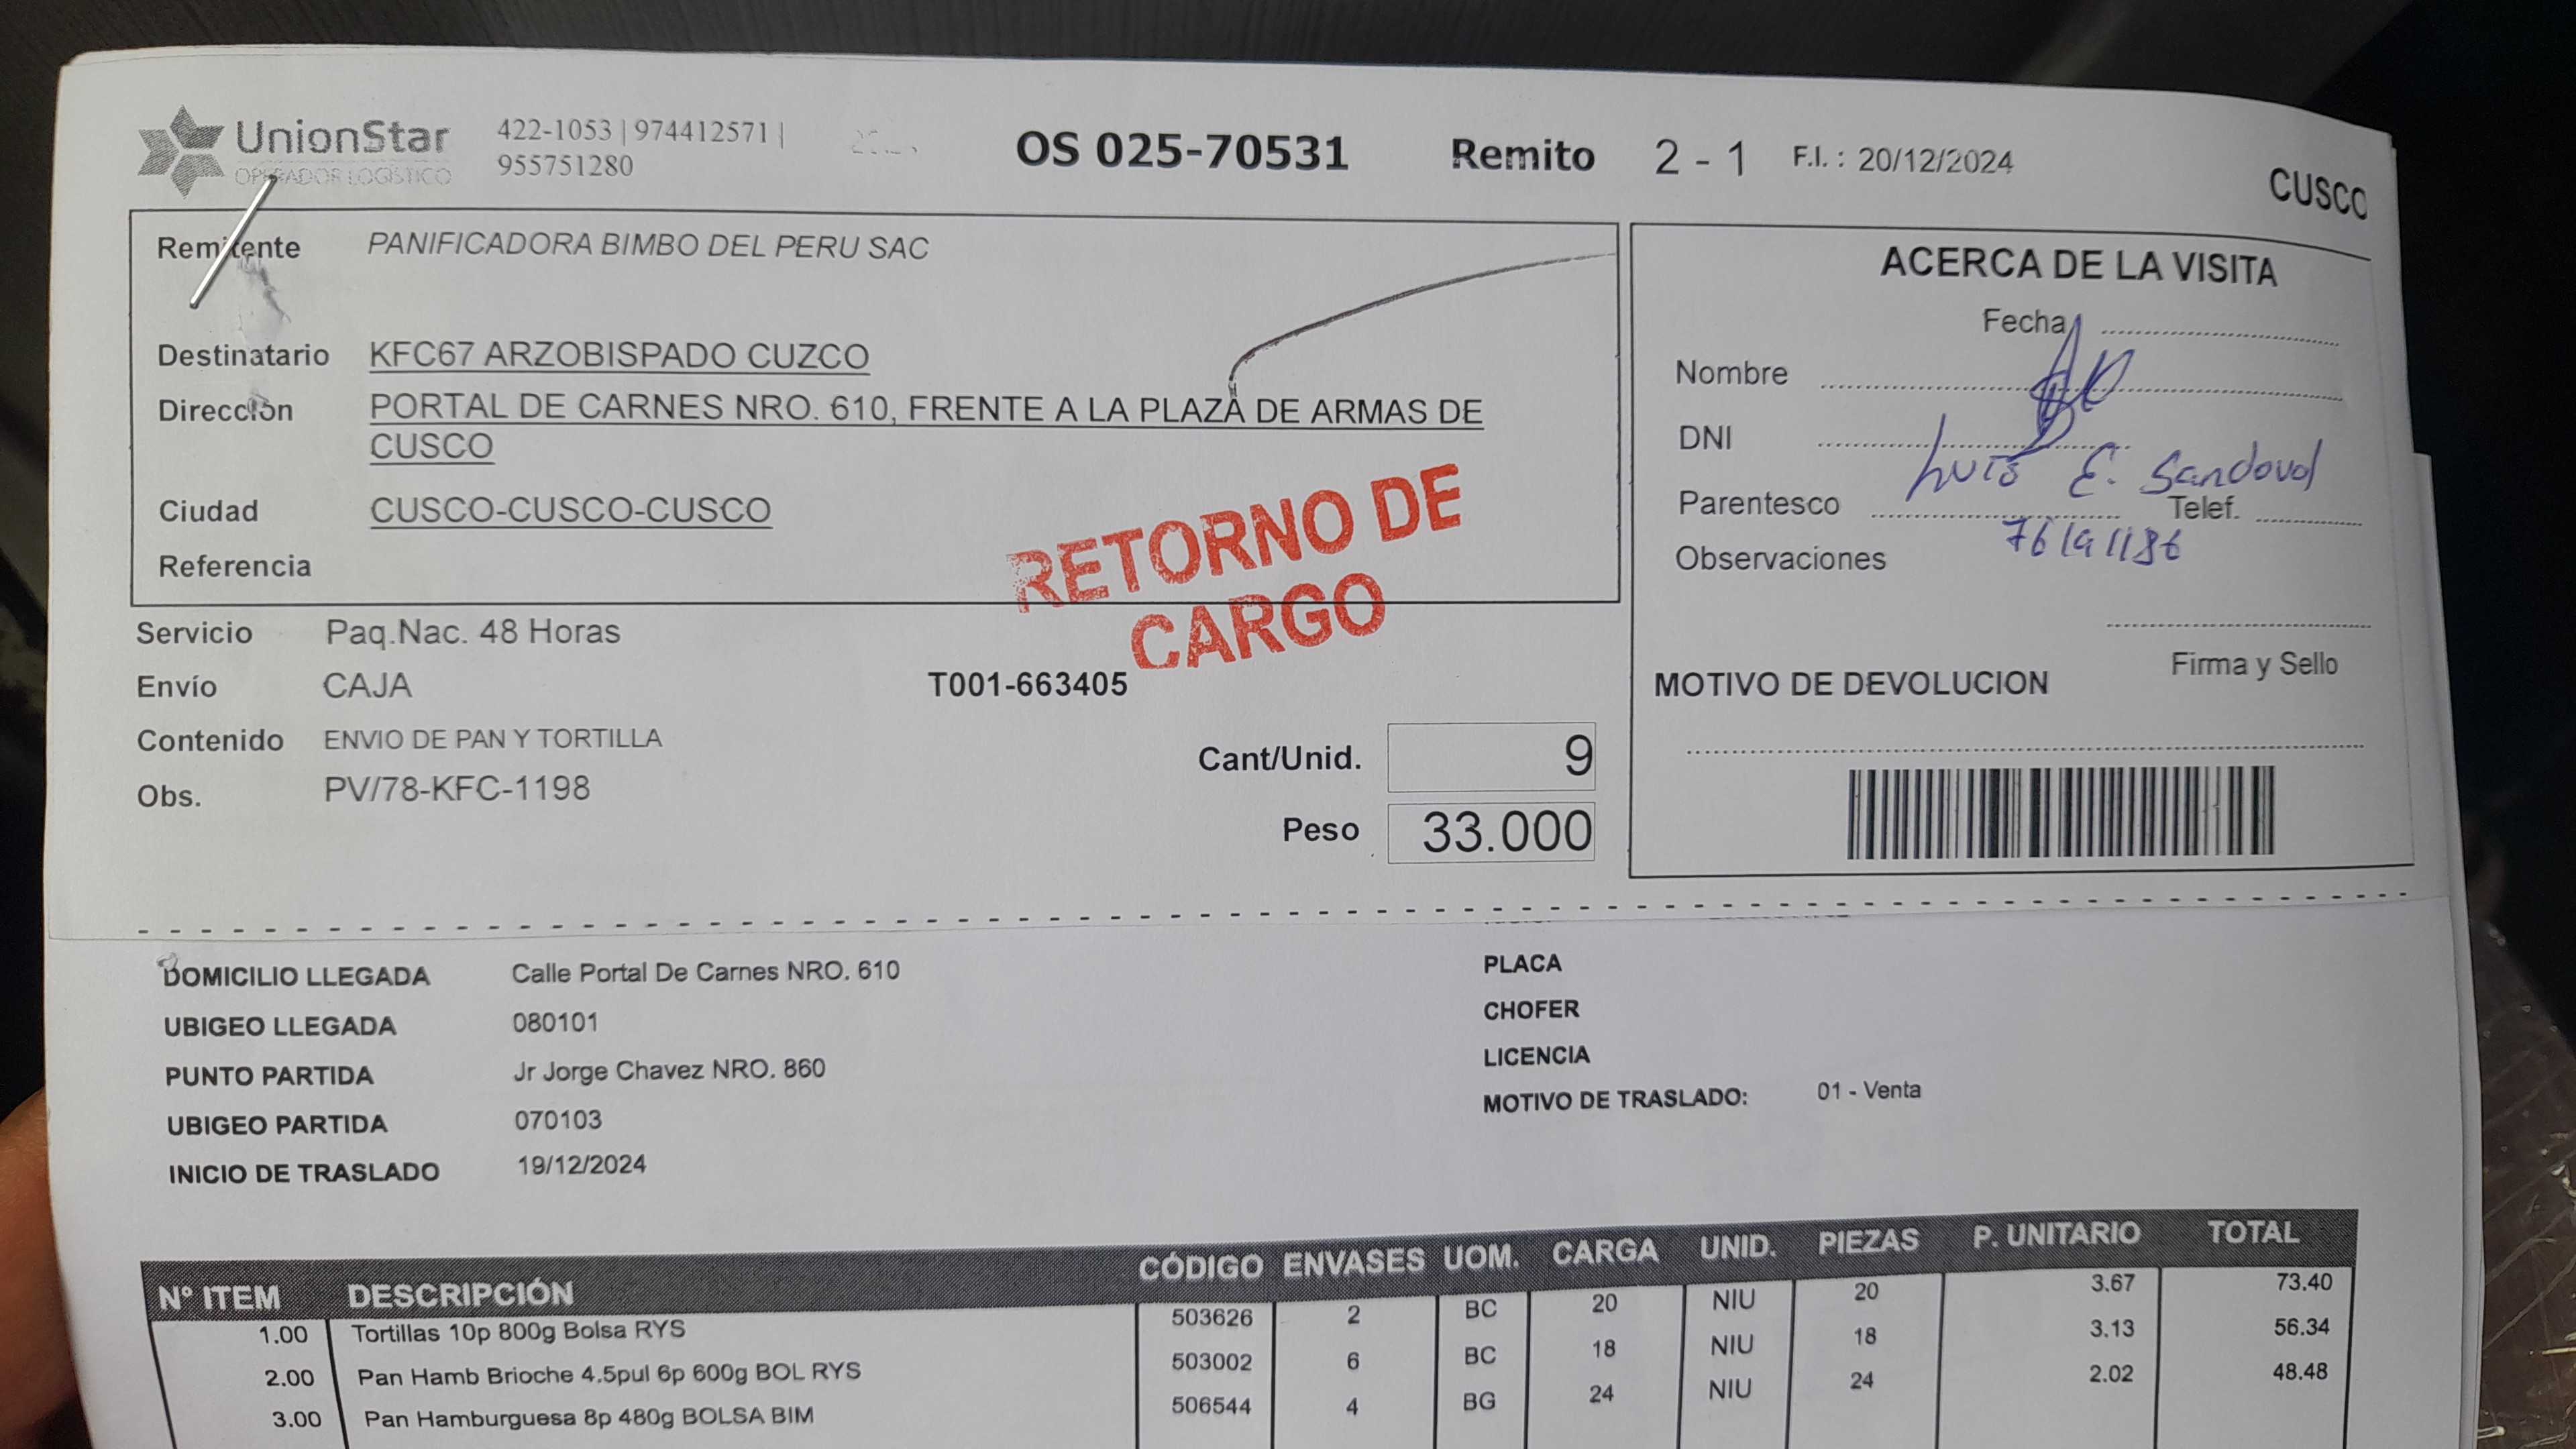 UnionStar
OPERADOR LOGÍSTICO
422-1053 | 974412571 |
955751280
OS 025-70531
Remito 2 - 1
F.I. : 20/12/2024
CUSCO
Remitente PANIFICADORA BIMBO DEL PERU SAC
Destinatario KFC67 ARZOBISPADO CUZCO
Dirección PORTAL DE CARNES NRO. 610, FRENTE A LA PLAZA DE ARMAS DE
CUSCO
Ciudad CUSCO-CUSCO-CUSCO
Referencia
RETORNO DE
CARGO
Servicio Paq.Nac. 48 Horas
Envío CAJA
T001-663405
Contenido ENVIO DE PAN Y TORTILLA
Obs. PV/78-KFC-1198
Cant/Unid. 9
Peso 33.000
ACERCA DE LA VISITA
Fecha
Nombre
DNI
Luis E. Sandoval
Parentesco Telef.
Observaciones
Firma y Sello
MOTIVO DE DEVOLUCION
DOMICILIO LLEGADA Calle Portal De Carnes NRO. 610
UBIGEO LLEGADA 080101
PUNTO PARTIDA Jr Jorge Chavez NRO. 860
UBIGEO PARTIDA 070103
INICIO DE TRASLADO 19/12/2024
PLACA
CHOFER
LICENCIA
MOTIVO DE TRASLADO: 01 - Venta
Nº ITEM DESCRIPCIÓN CÓDIGO ENVASES UOM. CARGA UNID. PIEZAS P. UNITARIO TOTAL
1.00 Tortillas 10p 800g Bolsa RYS 503626 2 BC 20 NIU 20 3.67 73.40
2.00 Pan Hamb Brioche 4.5pul 6p 600g BOL RYS 503002 6 BC 18 NIU 18 3.13 56.34
3.00 Pan Hamburguesa 8p 480g BOLSA BIM 506544 4 BG 24 NIU 24 2.02 48.48